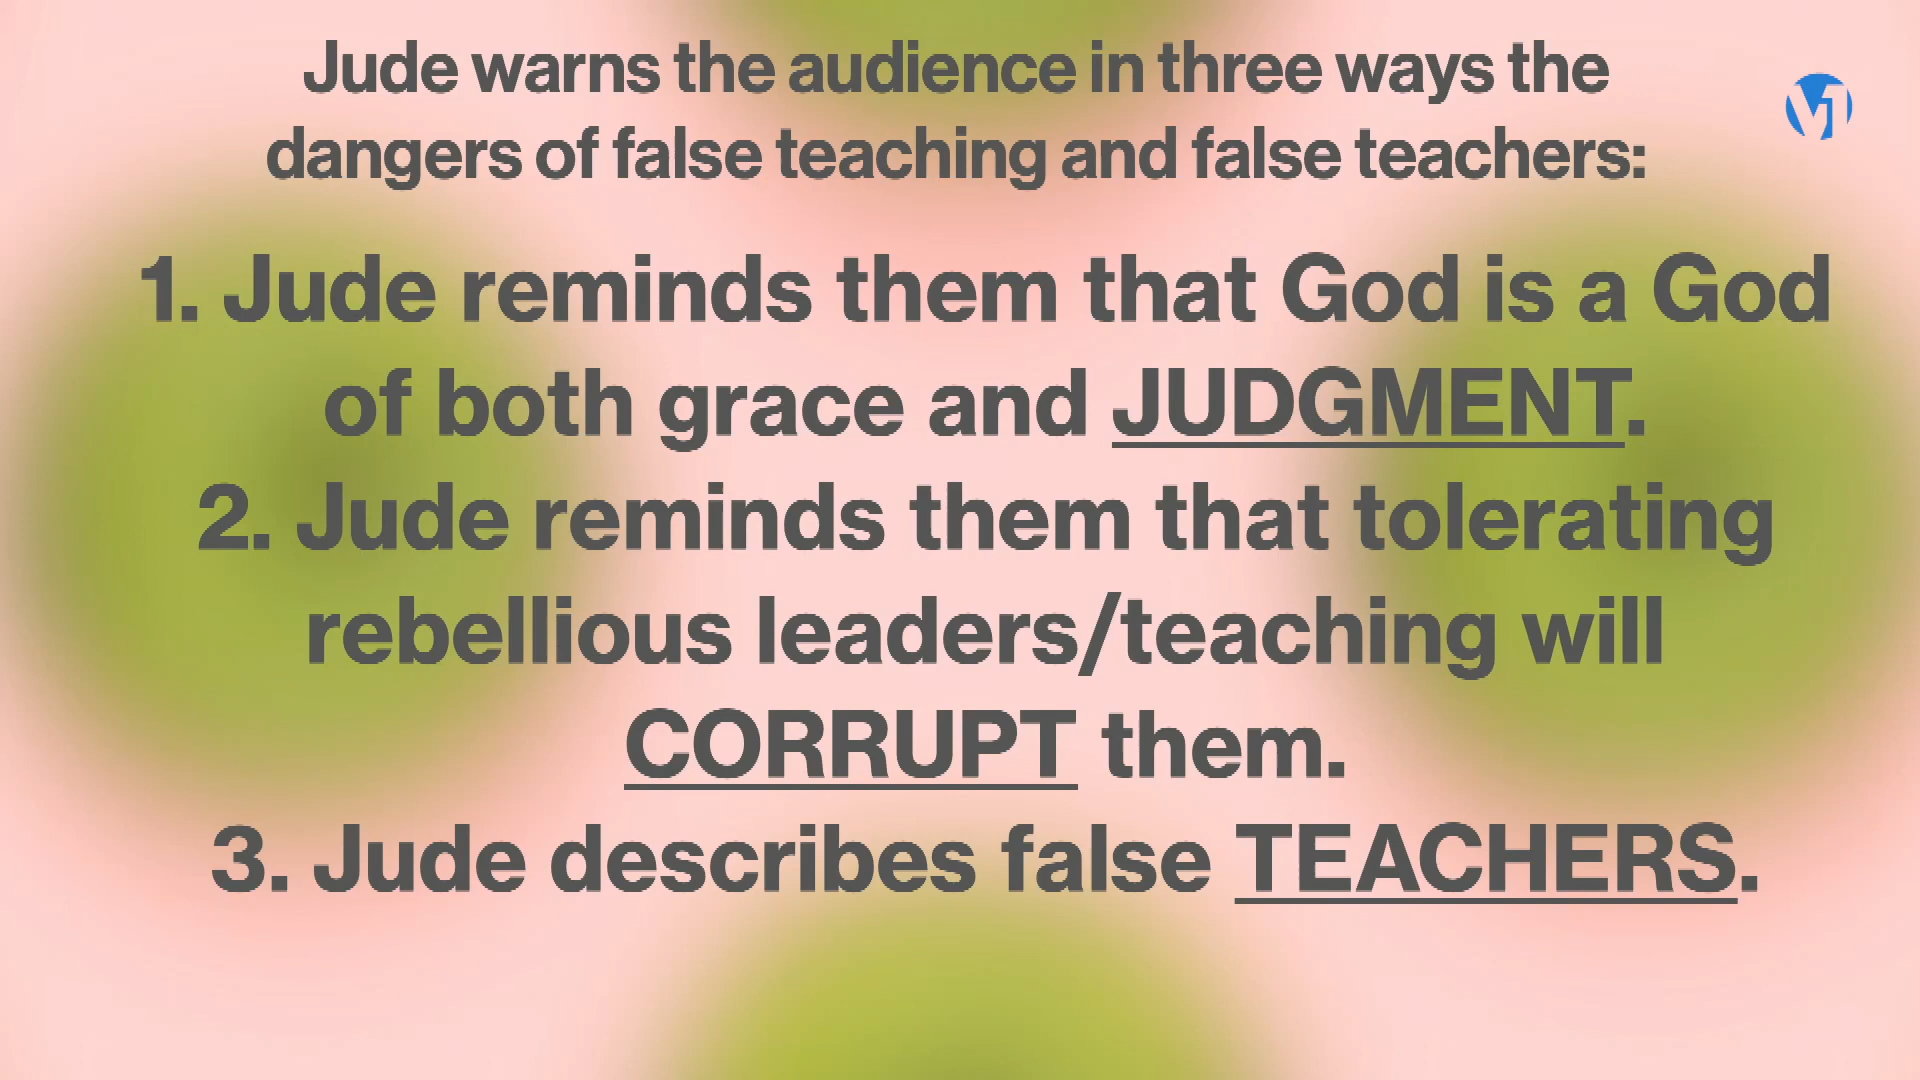 Jude warns the audience in three ways the
dangers of false teaching and false teachers:
1. Jude reminds them that God is a God
of both grace and JUDGMENT.
2. Jude reminds them that tolerating
rebellious leaders/teaching will
CORRUPT them.
3. Jude describes false TEACHERS.